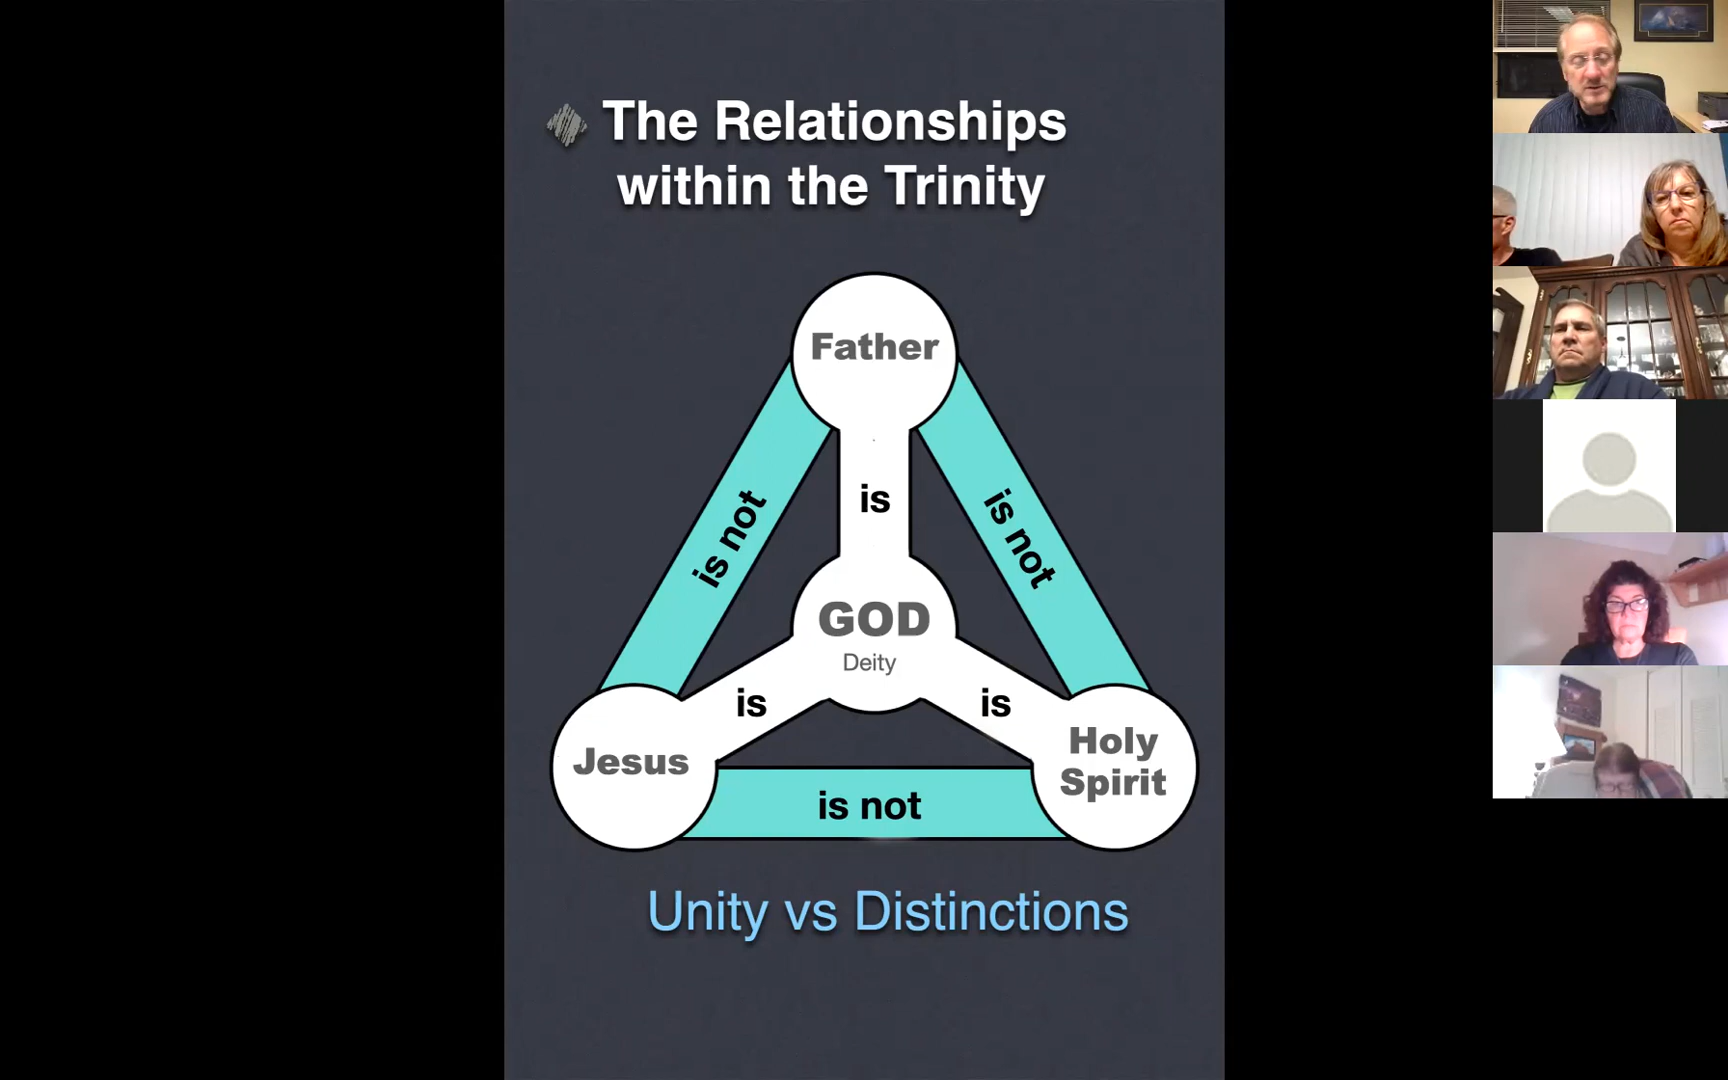 The Relationships
within the Trinity
Father
is not
is
is not
GOD
Deity
is
is
Jesus
Holy
Spirit
is not
Unity vs Distinctions